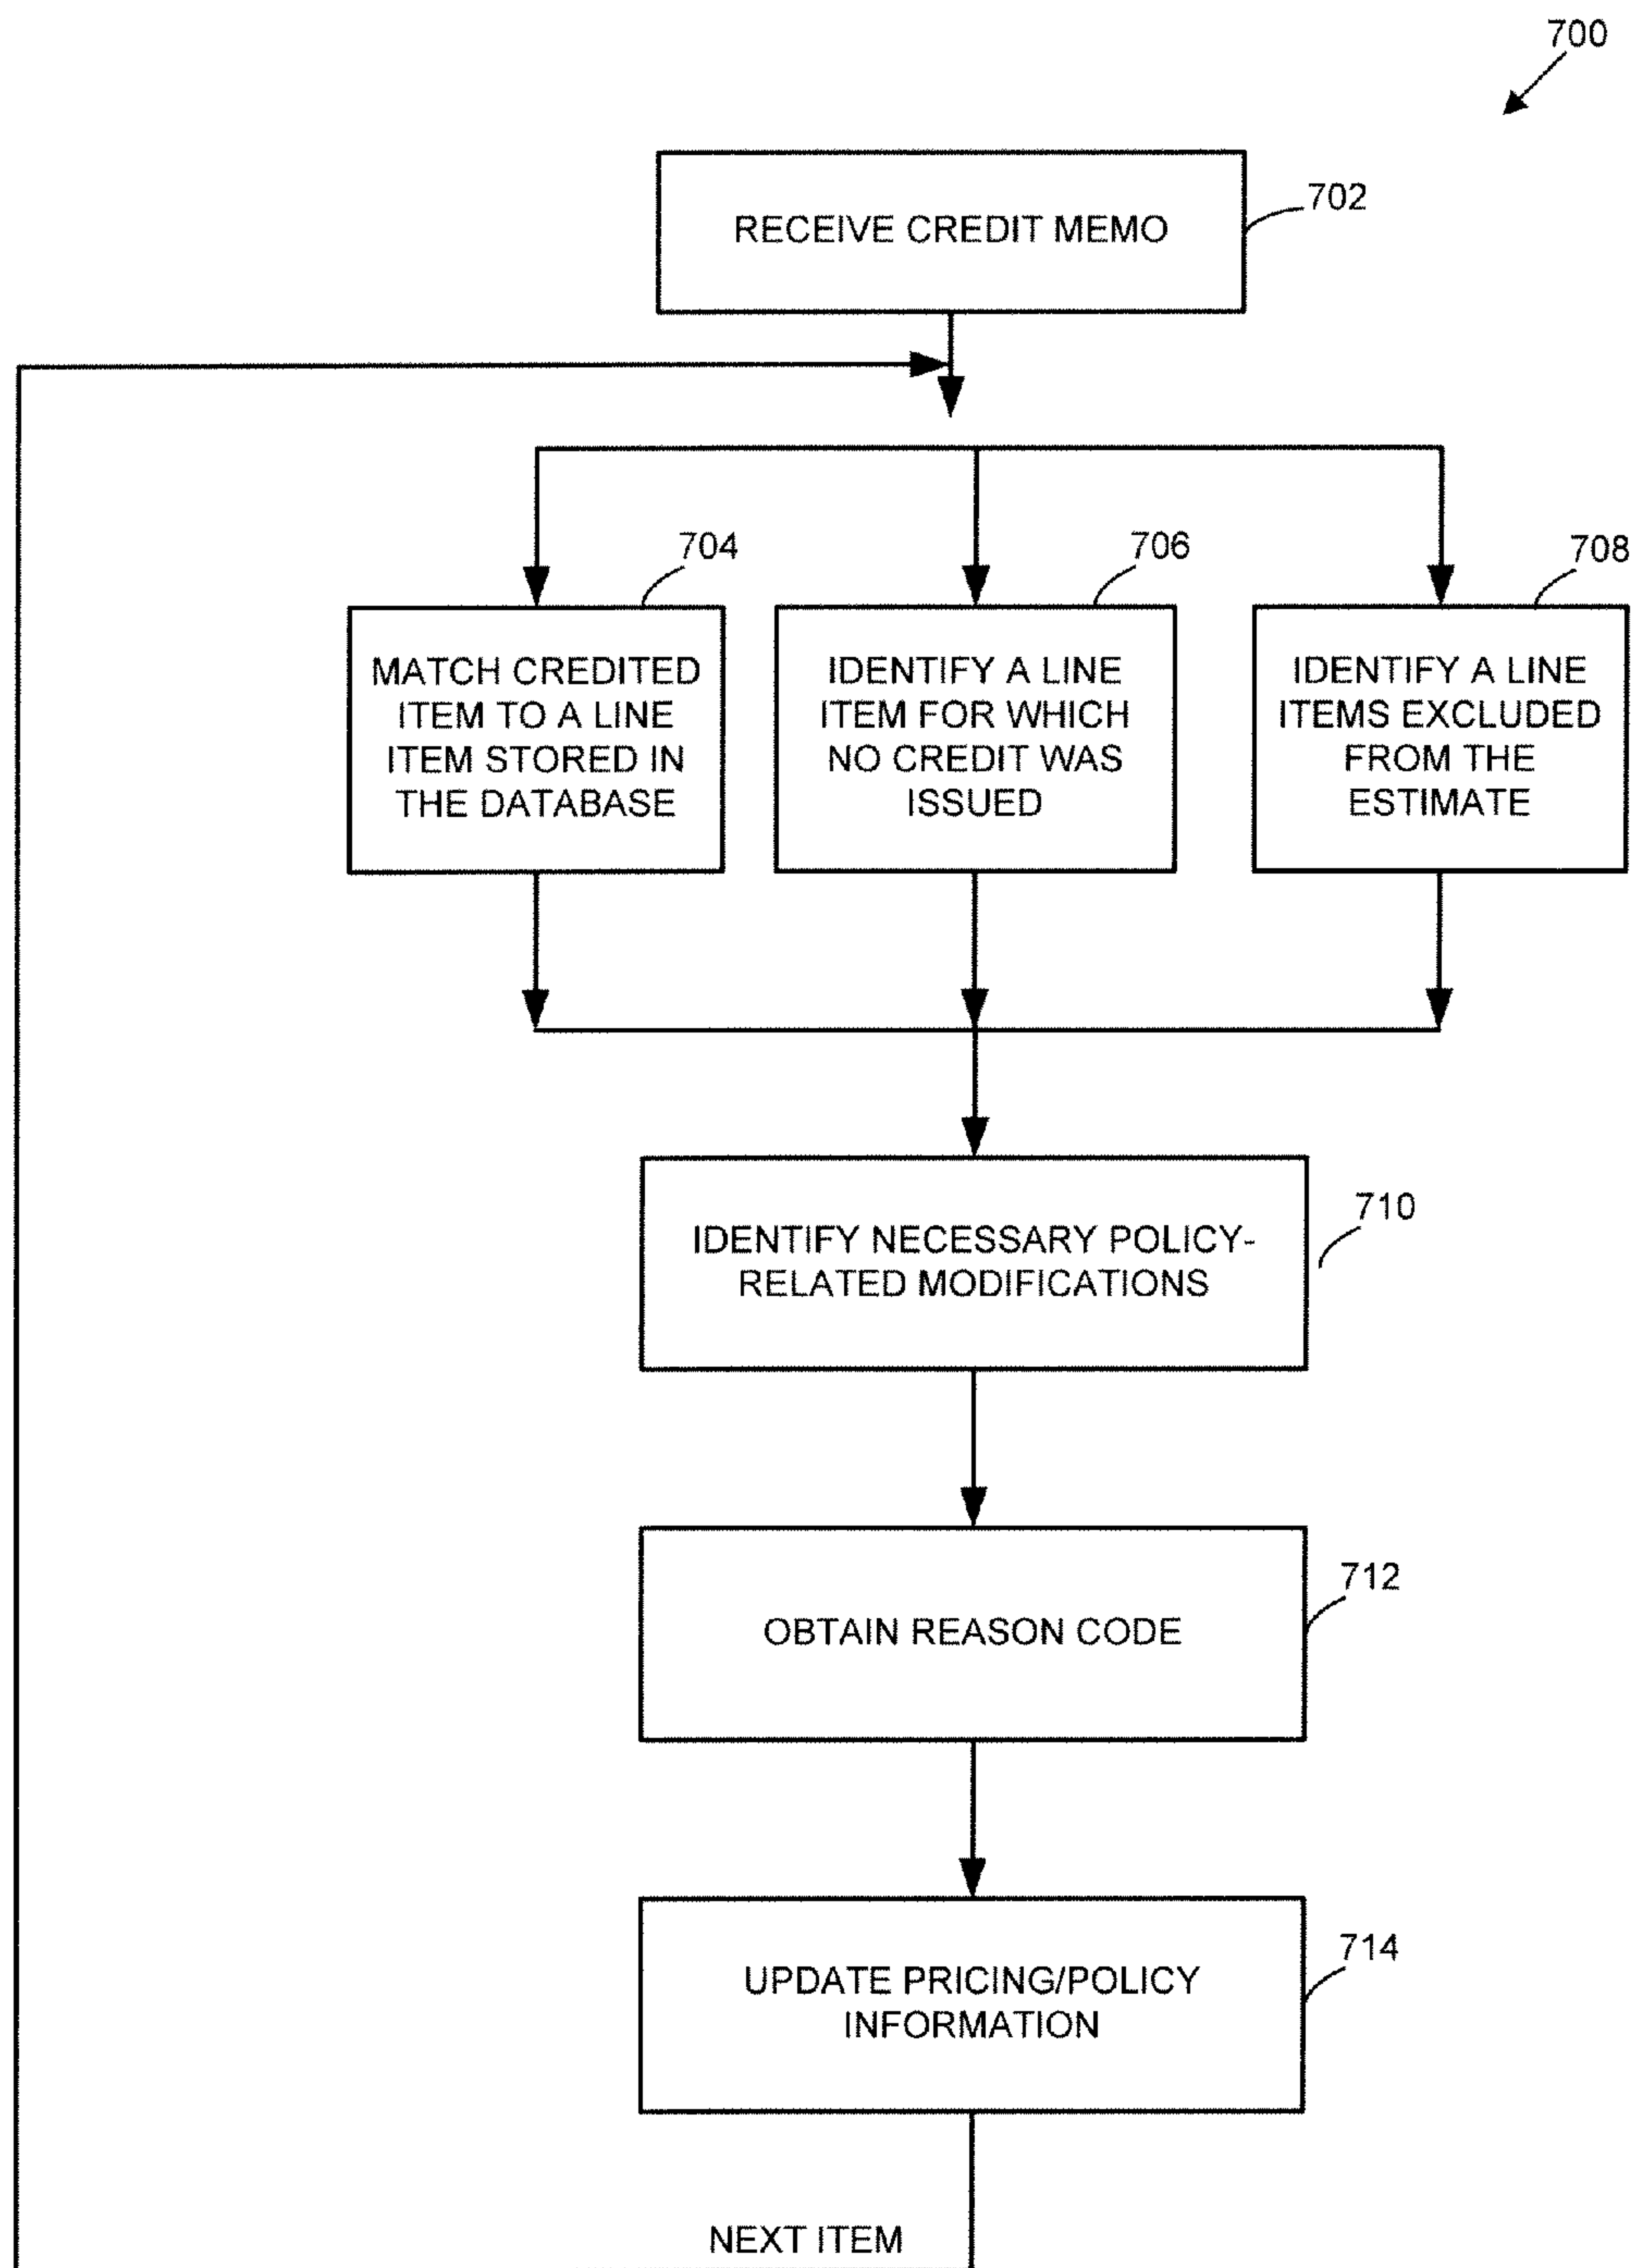 700
RECEIVE CREDIT MEMO
702
704
706
708
MATCH CREDITED
ITEM TO A LINE
ITEM STORED IN
THE DATABASE
IDENTIFY A LINE
ITEM FOR WHICH
NO CREDIT WAS
ISSUED
IDENTIFY A LINE
ITEMS EXCLUDED
FROM THE
ESTIMATE
IDENTIFY NECESSARY POLICY-
RELATED MODIFICATIONS
710
OBTAIN REASON CODE
712
UPDATE PRICING/POLICY
INFORMATION
714
NEXT ITEM